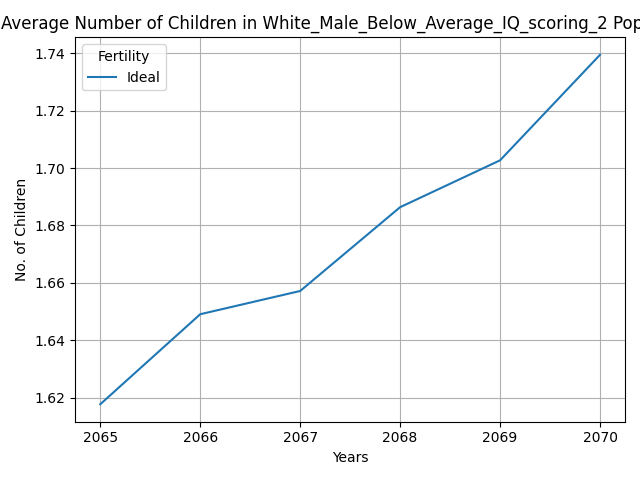 Average Number of Children in White_Male_Below_Average_IQ_scoring_2 Pop
Fertility
Ideal
1.74
1.72
1.70
1.68
1.66
1.64
1.62
No. of Children
2065 2066 2067 2068 2069 2070
Years